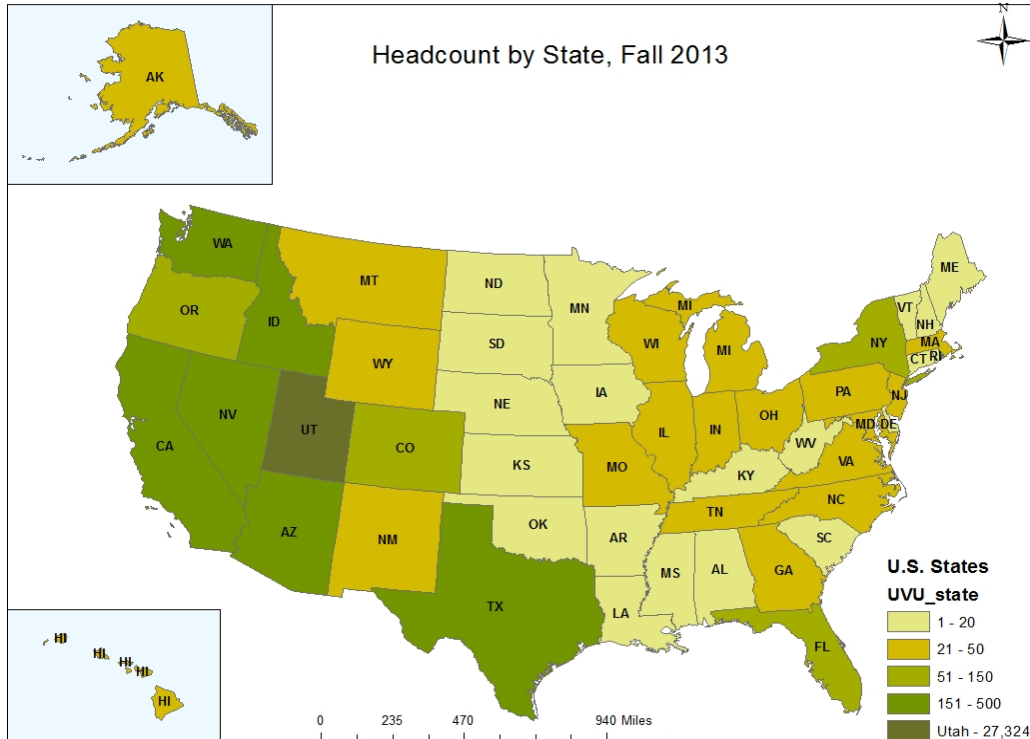 N
Headcount by State, Fall 2013
AK
WA
MT
ND
MN
ME
OR
ID
SD
WI
MI
MI
VT
NH
NY
MA
CT
RI
WY
IA
NE
PA
NJ
NV
UT
CO
IL
IN
OH
MD
DE
WV
CA
KS
MO
KY
VA
AZ
NM
OK
AR
TN
NC
SC
MS
AL
GA
TX
LA
FL
HI
HI
HI
HI
HI
U.S. States
UVU_state
1 - 20
21 - 50
51 - 150
151 - 500
Utah - 27,324
0 235 470 940 Miles